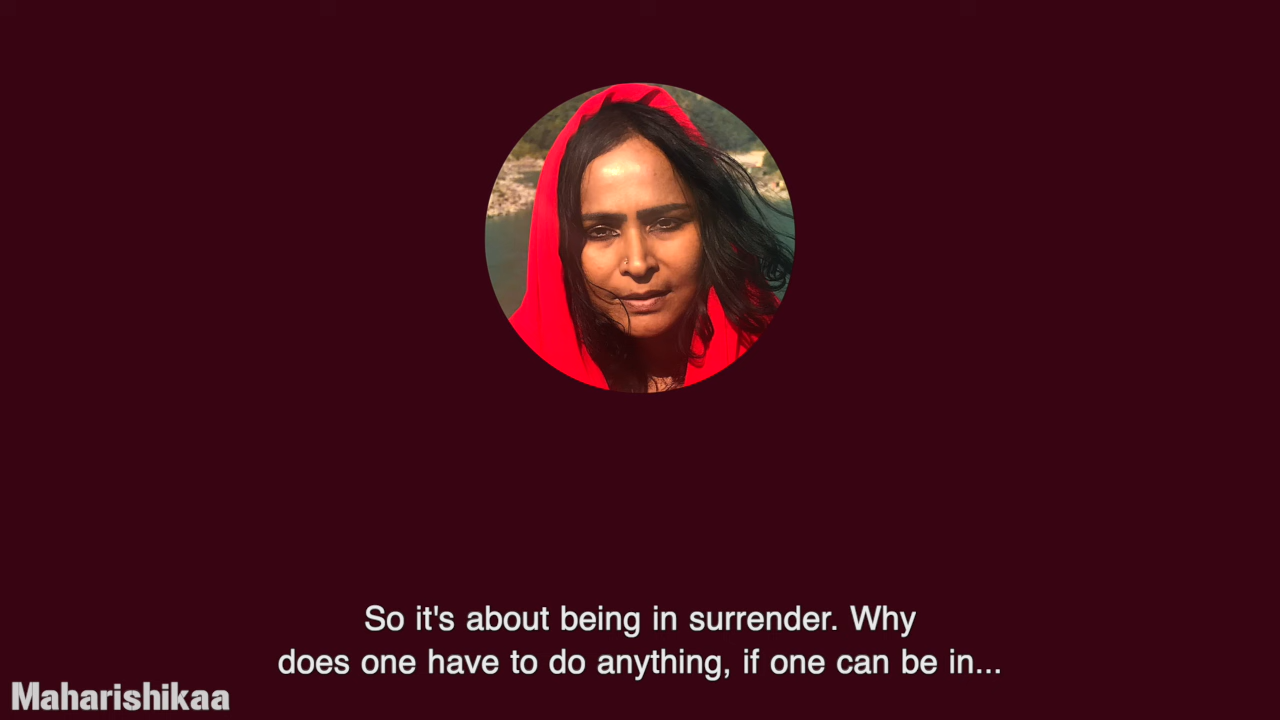 So it's about being in surrender. Why
does one have to do anything, if one can be in...
Maharishikaa